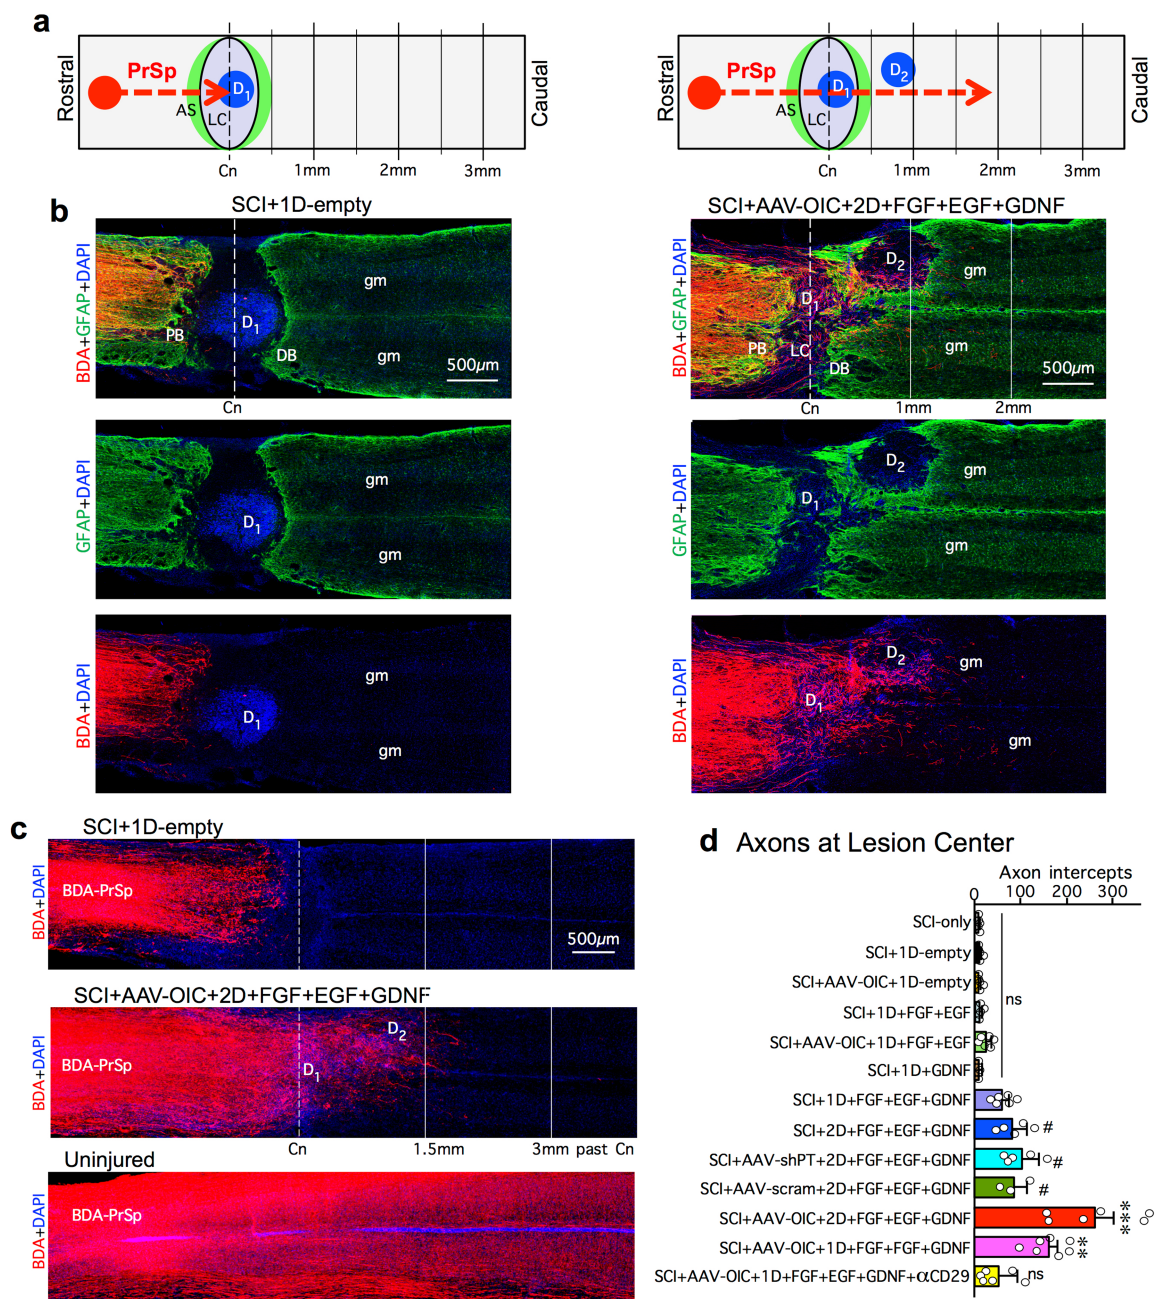 a
Rostral
PrSp
D1
AS
LC
Caudal
Cn
1mm
2mm
3mm
Rostral
PrSp
D1
D2
AS
LC
Caudal
Cn
1mm
2mm
3mm
b
SCI+1D-empty
BDA+GFAP+DAPI
gm
D1
PB
DB
gm
500µm
Cn
GFAP+DAPI
gm
D1
gm
BDA+DAPI
gm
D1
gm
SCI+AAV-OIC+2D+FGF+EGF+GDNF
BDA+GFAP+DAPI
D2
gm
D1
PB
LC
DB
gm
500µm
Cn
1mm
2mm
GFAP+DAPI
D2
gm
D1
gm
BDA+DAPI
D2
gm
D1
gm
c
SCI+1D-empty
BDA+DAPI
BDA-PrSp
500µm
SCI+AAV-OIC+2D+FGF+EGF+GDNF
BDA+DAPI
BDA-PrSp
D2
D1
Cn
1.5mm
3mm past Cn
Uninjured
BDA+DAPI
BDA-PrSp
d Axons at Lesion Center
Axon intercepts
0 100 200 300
SCI-only
SCI+1D-empty
SCI+AAV-OIC+1D-empty
SCI+1D+FGF+EGF
ns
SCI+AAV-OIC+1D+FGF+EGF
SCI+1D+GDNF
SCI+1D+FGF+EGF+GDNF
SCI+2D+FGF+EGF+GDNF #
SCI+AAV-shPT+2D+FGF+EGF+GDNF #
SCI+AAV-scram+2D+FGF+EGF+GDNF #
SCI+AAV-OIC+2D+FGF+EGF+GDNF ***
SCI+AAV-OIC+1D+FGF+FGF+GDNF **
SCI+AAV-OIC+1D+FGF+EGF+GDNF+αCD29 ns